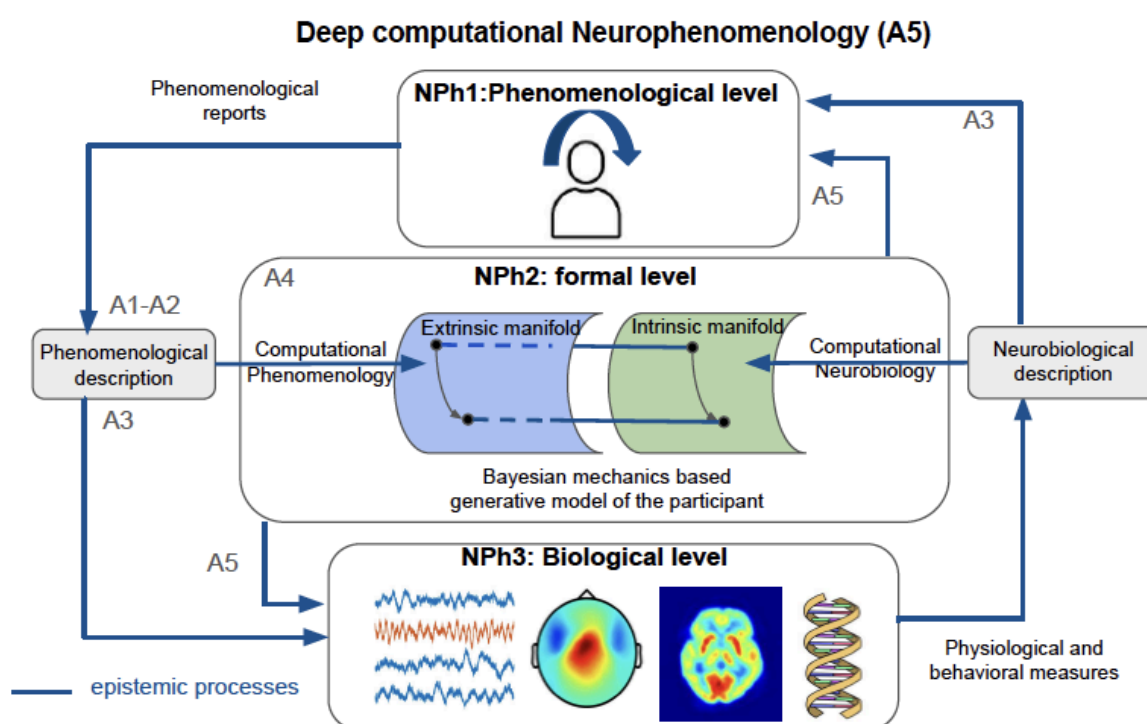 Deep computational Neurophenomenology (A5)
Phenomenological
reports
NPh1:Phenomenological level
A3
A5
A4
NPh2: formal level
A1-A2
Extrinsic manifold
Intrinsic manifold
Phenomenological
description
Computational
Phenomenology
Computational
Neurobiology
Neurobiological
description
A3
Bayesian mechanics based
generative model of the participant
A5
NPh3: Biological level
Physiological and
behavioral measures
epistemic processes